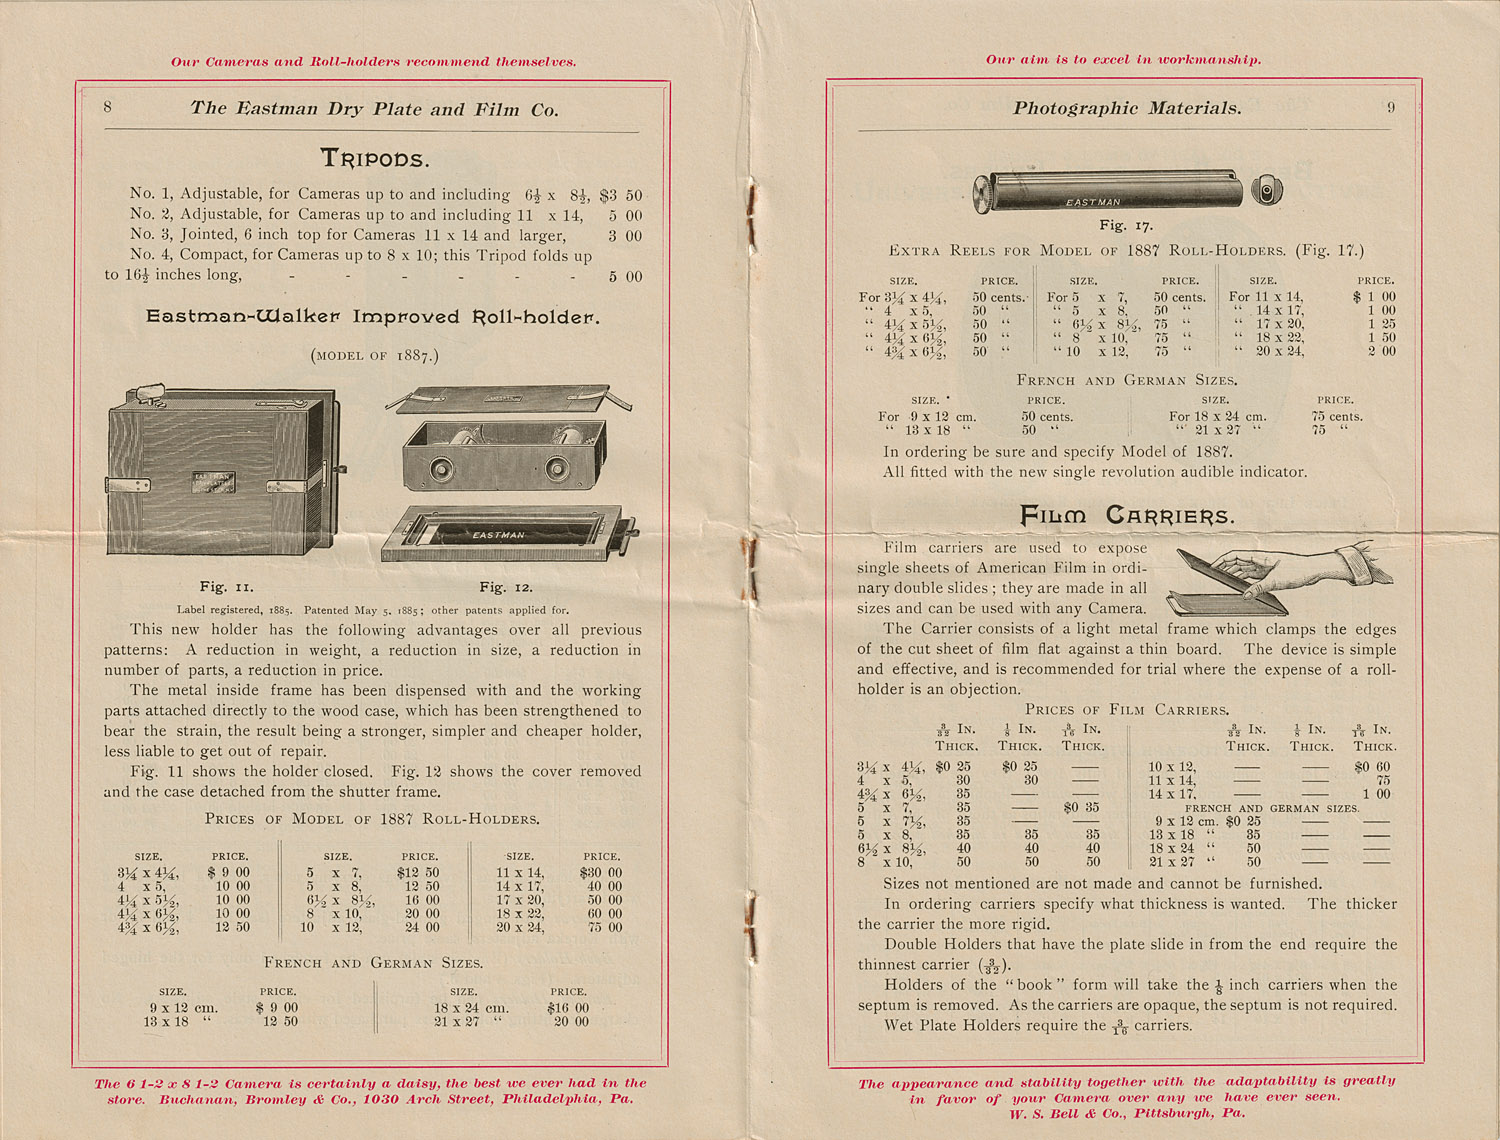 Our Cameras and Roll-holders recommend themselves.
8 The Eastman Dry Plate and Film Co.
TRIPODS.
No. 1, Adjustable, for Cameras up to and including 6½ x 8½, $3 50
No. 2, Adjustable, for Cameras up to and including 11 x 14, 5 00
No. 3, Jointed, 6 inch top for Cameras 11 x 14 and larger, 3 00
No. 4, Compact, for Cameras up to 8 x 10; this Tripod folds up
to 16½ inches long, - - - - - - 5 00
Eastman-Walker Improved Roll-holder.
(MODEL OF 1887.)
EASTMAN
EASTMAN
Fig. 11. Fig. 12.
Label registered, 1885. Patented May 5, 1885; other patents applied for.
This new holder has the following advantages over all previous
patterns: A reduction in weight, a reduction in size, a reduction in
number of parts, a reduction in price.
The metal inside frame has been dispensed with and the working
parts attached directly to the wood case, which has been strengthened to
bear the strain, the result being a stronger, simpler and cheaper holder,
less liable to get out of repair.
Fig. 11 shows the holder closed. Fig. 12 shows the cover removed
and the case detached from the shutter frame.
PRICES OF MODEL OF 1887 ROLL-HOLDERS.
SIZE. PRICE. SIZE. PRICE. SIZE. PRICE.
3¼ x 4¼, $ 9 00 5 x 7, $12 50 11 x 14, $30 00
4 x 5, 10 00 5 x 8, 12 50 14 x 17, 40 00
4¼ x 5½, 10 00 6½ x 8½, 16 00 17 x 20, 50 00
4¼ x 6½, 10 00 8 x 10, 20 00 18 x 22, 60 00
4¾ x 6½, 12 50 10 x 12, 24 00 20 x 24, 75 00
FRENCH AND GERMAN SIZES.
SIZE. PRICE. SIZE. PRICE.
9 x 12 cm. $ 9 00 18 x 24 cm. $16 00
13 x 18 “ 12 50 21 x 27 “ 20 00
The 6 1-2 x 8 1-2 Camera is certainly a daisy, the best we ever had in the
store. Buchanan, Bromley & Co., 1030 Arch Street, Philadelphia, Pa.
Our aim is to excel in workmanship.
Photographic Materials. 9
EASTMAN
Fig. 17.
EXTRA REELS FOR MODEL OF 1887 ROLL-HOLDERS. (Fig. 17.)
SIZE. PRICE. SIZE. PRICE. SIZE. PRICE.
For 3¼ x 4¼, 50 cents. For 5 x 7, 50 cents. For 11 x 14, $ 1 00
“ 4 x 5, 50 “ “ 5 x 8, 50 “ “ 14 x 17, 1 00
“ 4¼ x 5½, 50 “ “ 6½ x 8½, 75 “ “ 17 x 20, 1 25
“ 4¼ x 6½, 50 “ “ 8 x 10, 75 “ “ 18 x 22, 1 50
“ 4¾ x 6½, 50 “ “ 10 x 12, 75 “ “ 20 x 24, 2 00
FRENCH AND GERMAN SIZES.
SIZE. PRICE. SIZE. PRICE.
For 9 x 12 cm. 50 cents. For 18 x 24 cm. 75 cents.
“ 13 x 18 “ 50 “ “ 21 x 27 “ 75 “
In ordering be sure and specify Model of 1887.
All fitted with the new single revolution audible indicator.
FILM CARRIERS.
Film carriers are used to expose
single sheets of American Film in ordi-
nary double slides; they are made in all
sizes and can be used with any Camera.
The Carrier consists of a light metal frame which clamps the edges
of the cut sheet of film flat against a thin board. The device is simple
and effective, and is recommended for trial where the expense of a roll-
holder is an objection.
PRICES OF FILM CARRIERS.
3/32 IN. 1/8 IN. 3/16 IN. 3/32 IN. 1/8 IN. 3/16 IN.
THICK. THICK. THICK. THICK. THICK. THICK.
3¼ x 4¼, $0 25 $0 25 — 10 x 12, — — $0 60
4 x 5, 30 30 — 11 x 14, — — 75
4¾ x 6½, 35 — — 14 x 17, — — 1 00
5 x 7, 35 — $0 35 FRENCH AND GERMAN SIZES.
5 x 7½, 35 — — 9 x 12 cm. $0 25 — —
5 x 8, 35 35 35 13 x 18 “ 35 — —
6½ x 8½, 40 40 40 18 x 24 “ 50 — —
8 x 10, 50 50 50 21 x 27 “ 50 — —
Sizes not mentioned are not made and cannot be furnished.
In ordering carriers specify what thickness is wanted. The thicker
the carrier the more rigid.
Double Holders that have the plate slide in from the end require the
thinnest carrier (3/32).
Holders of the “book” form will take the 1/8 inch carriers when the
septum is removed. As the carriers are opaque, the septum is not required.
Wet Plate Holders require the 3/16 carriers.
The appearance and stability together with the adaptability is greatly
in favor of your Camera over any we have ever seen.
W. S. Bell & Co., Pittsburgh, Pa.